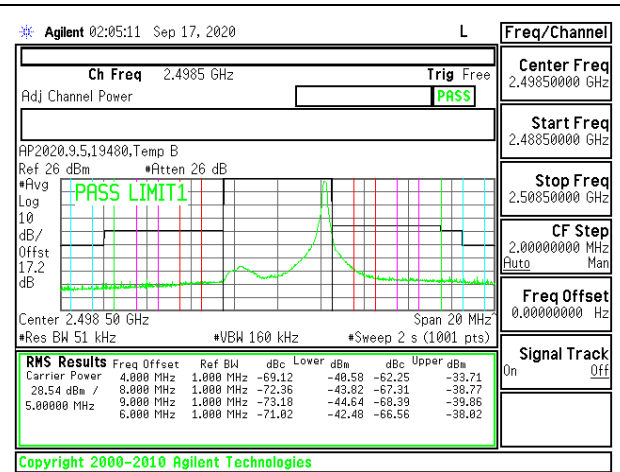 Agilent 02:05:11 Sep 17, 2020 L
Freq/Channel
Ch Freq 2.4985 GHz Trig Free
Adj Channel Power PASS
AP2020.9.5,19480,Temp B
Ref 26 dBm #Atten 26 dB
#Avg
Log
10
dB/
Offst
17.2
dB
PASS LIMIT1
Center 2.498 50 GHz Span 20 MHz^
#Res BW 51 kHz #VBW 160 kHz #Sweep 2 s (1001 pts)
RMS Results Freq Offset Ref BW dBc Lower dBm dBc Upper dBm
Carrier Power 4.000 MHz 1.000 MHz -69.12 -40.58 -62.25 -33.71
28.54 dBm / 8.000 MHz 1.000 MHz -72.36 -43.82 -67.31 -38.77
5.00000 MHz 9.000 MHz 1.000 MHz -73.18 -44.64 -68.39 -39.86
6.000 MHz 1.000 MHz -71.02 -42.48 -66.56 -38.02
Center Freq
2.49850000 GHz
Start Freq
2.48850000 GHz
Stop Freq
2.50850000 GHz
CF Step
2.00000000 MHz
Auto Man
Freq Offset
0.00000000 Hz
Signal Track
On Off
Copyright 2000-2010 Agilent Technologies